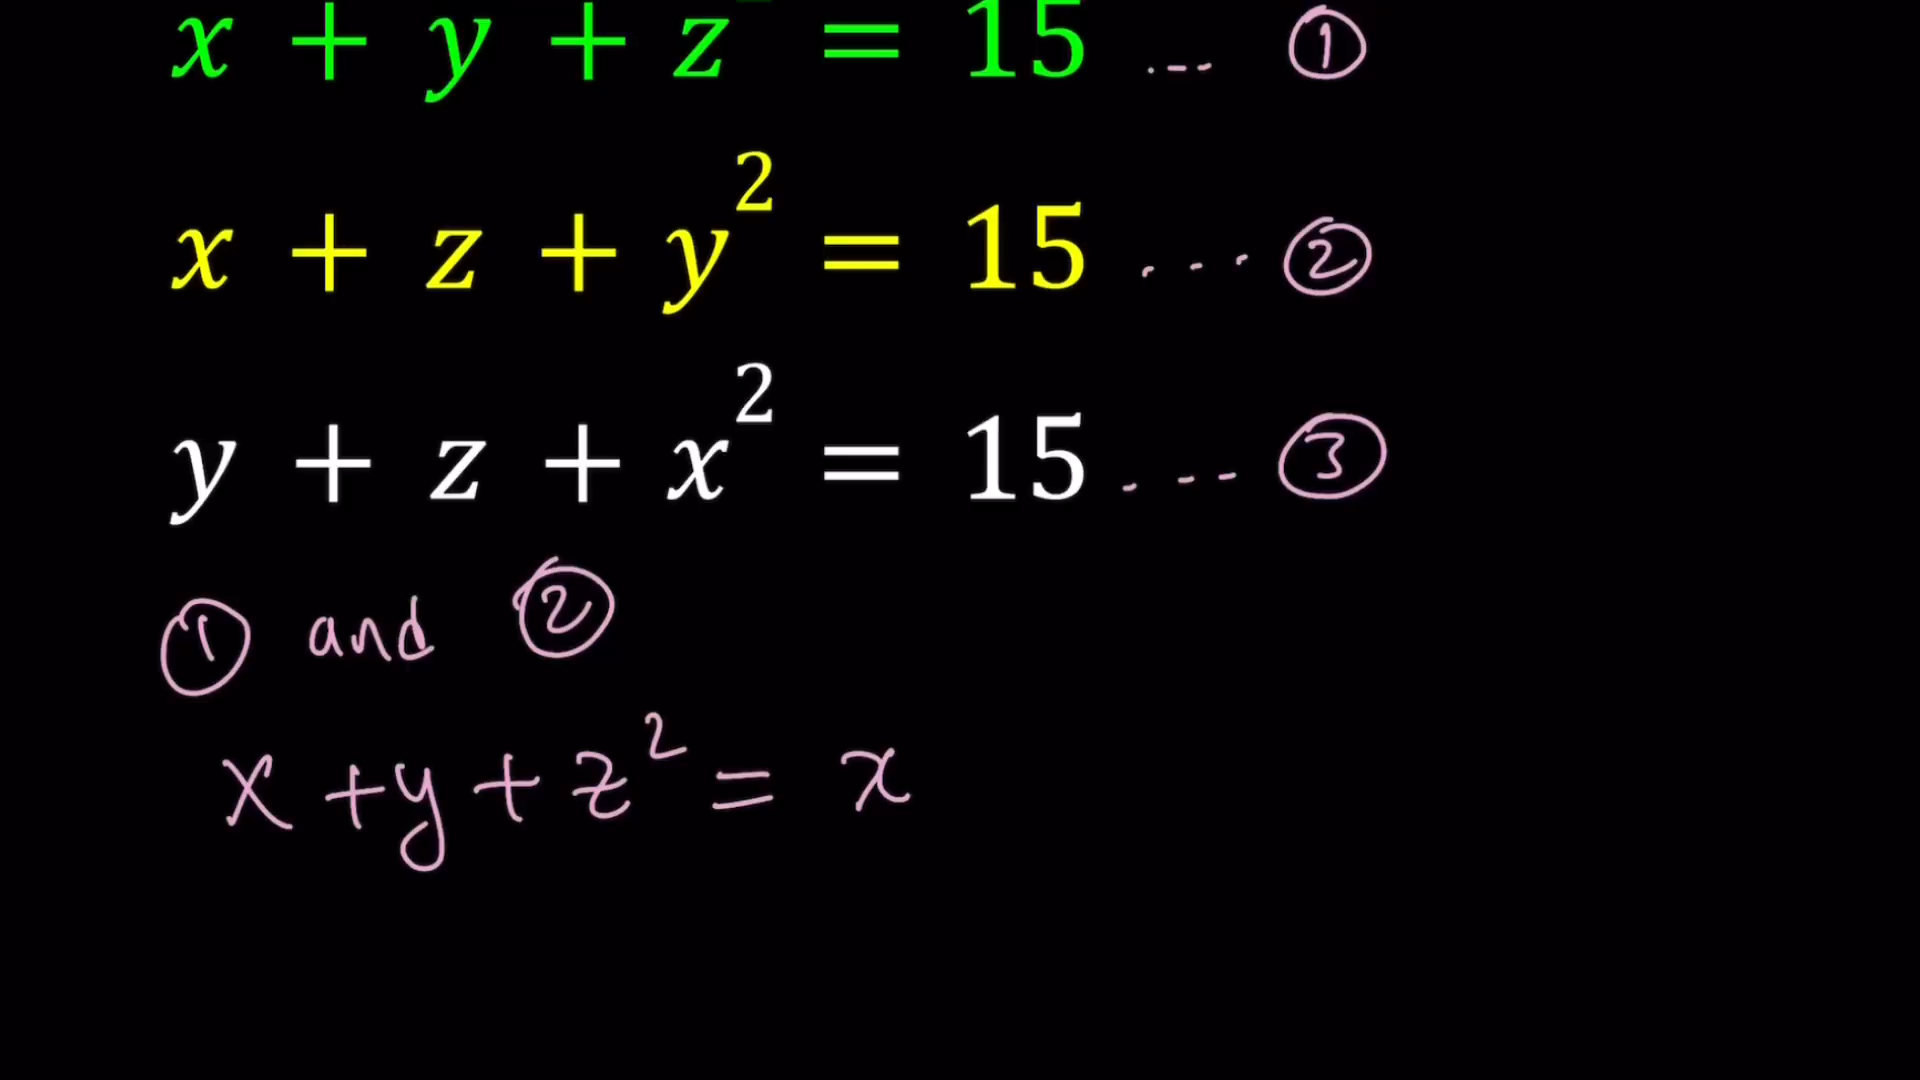 x + y + z = 15 ... ①
x + z + y² = 15 ... ②
y + z + x² = 15 ... ③
① and ②
x + y + z² = x